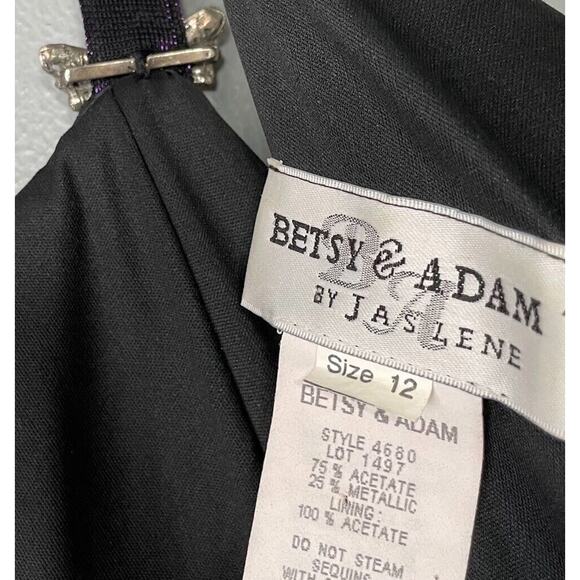 BETSY & ADAM
BY JASLENE
Size 12
BETSY & ADAM
STYLE 4680
LOT 1497
75 % ACETATE
25 % METALLIC
LINING:
100 % ACETATE
DO NOT STEAM
SEQUINS
WITH